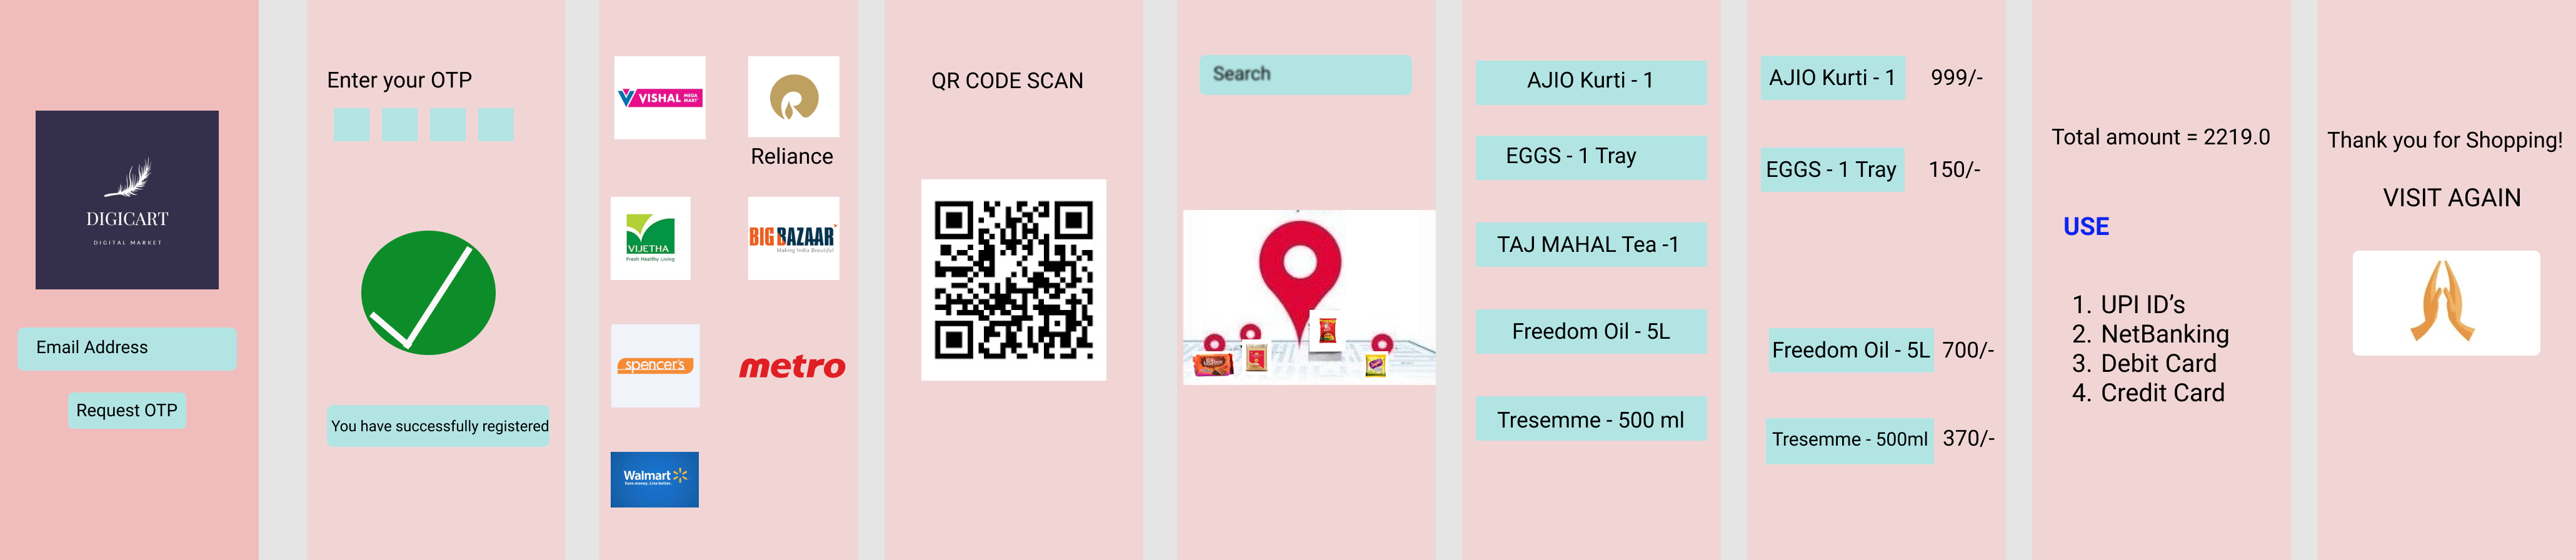 DIGICART
DIGITAL MARKET
Email Address
Request OTP
Enter your OTP
You have successfully registered
VISHAL MEGA MART
Reliance
VIJETHA
Fresh Healthy Living
BIG BAZAAR
Making India Beautiful
spencer's
metro
Walmart
Save money. Live better.
QR CODE SCAN
Search
AJIO Kurti - 1
EGGS - 1 Tray
TAJ MAHAL Tea -1
Freedom Oil - 5L
Tresemme - 500 ml
AJIO Kurti - 1 999/-
EGGS - 1 Tray 150/-
Freedom Oil - 5L 700/-
Tresemme - 500ml 370/-
Total amount = 2219.0
USE
1. UPI ID's
2. NetBanking
3. Debit Card
4. Credit Card
Thank you for Shopping!
VISIT AGAIN